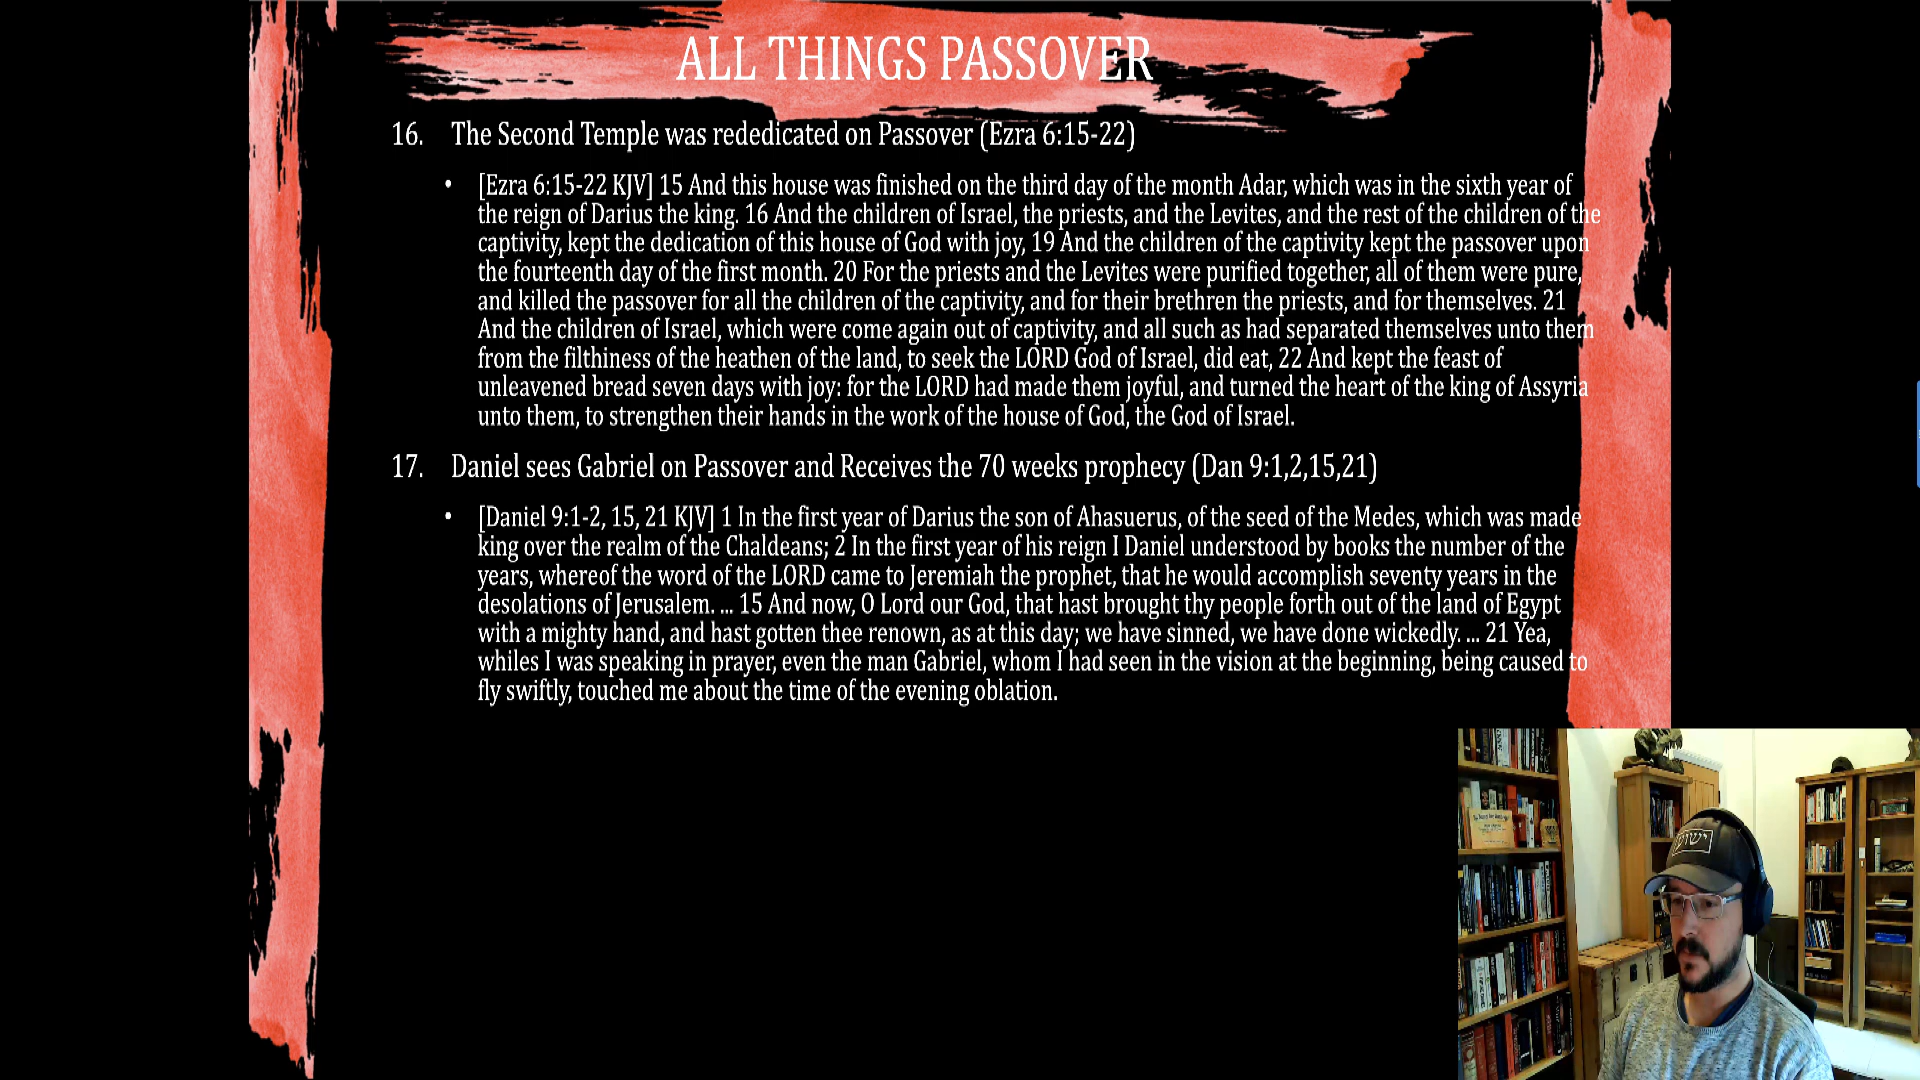 ALL THINGS PASSOVER
16. The Second Temple was rededicated on Passover (Ezra 6:15-22)
• [Ezra 6:15-22 KJV] 15 And this house was finished on the third day of the month Adar, which was in the sixth year of
the reign of Darius the king. 16 And the children of Israel, the priests, and the Levites, and the rest of the children of the
captivity, kept the dedication of this house of God with joy, 19 And the children of the captivity kept the passover upon
the fourteenth day of the first month. 20 For the priests and the Levites were purified together, all of them were pure,
and killed the passover for all the children of the captivity, and for their brethren the priests, and for themselves. 21
And the children of Israel, which were come again out of captivity, and all such as had separated themselves unto them
from the filthiness of the heathen of the land, to seek the LORD God of Israel, did eat, 22 And kept the feast of
unleavened bread seven days with joy: for the LORD had made them joyful, and turned the heart of the king of Assyria
unto them, to strengthen their hands in the work of the house of God, the God of Israel.
17. Daniel sees Gabriel on Passover and Receives the 70 weeks prophecy (Dan 9:1,2,15,21)
• [Daniel 9:1-2, 15, 21 KJV] 1 In the first year of Darius the son of Ahasuerus, of the seed of the Medes, which was made
king over the realm of the Chaldeans; 2 In the first year of his reign I Daniel understood by books the number of the
years, whereof the word of the LORD came to Jeremiah the prophet, that he would accomplish seventy years in the
desolations of Jerusalem. ... 15 And now, O Lord our God, that hast brought thy people forth out of the land of Egypt
with a mighty hand, and hast gotten thee renown, as at this day; we have sinned, we have done wickedly. ... 21 Yea,
whiles I was speaking in prayer, even the man Gabriel, whom I had seen in the vision at the beginning, being caused to
fly swiftly, touched me about the time of the evening oblation.
ישוע